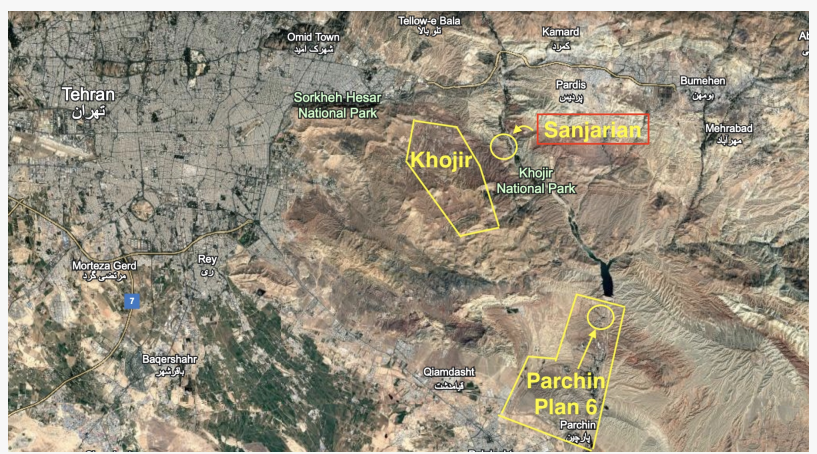 Tellow-e Bala
تلو بالا
Omid Town
شهرک امید
Kamard
کمرد
Tehran
تهران
Sorkheh Hesar
National Park
Pardis
پردیس
Bumehen
بومهن
Sanjarian
Mehrabad
مهرآباد
Khojir
Khojir
National Park
Rey
ری
Morteza Gerd
مرتضی گرد
7
Baqershahr
باقرشهر
Qiamdasht
قیامدشت
Parchin
Plan 6
Parchin
پارچین